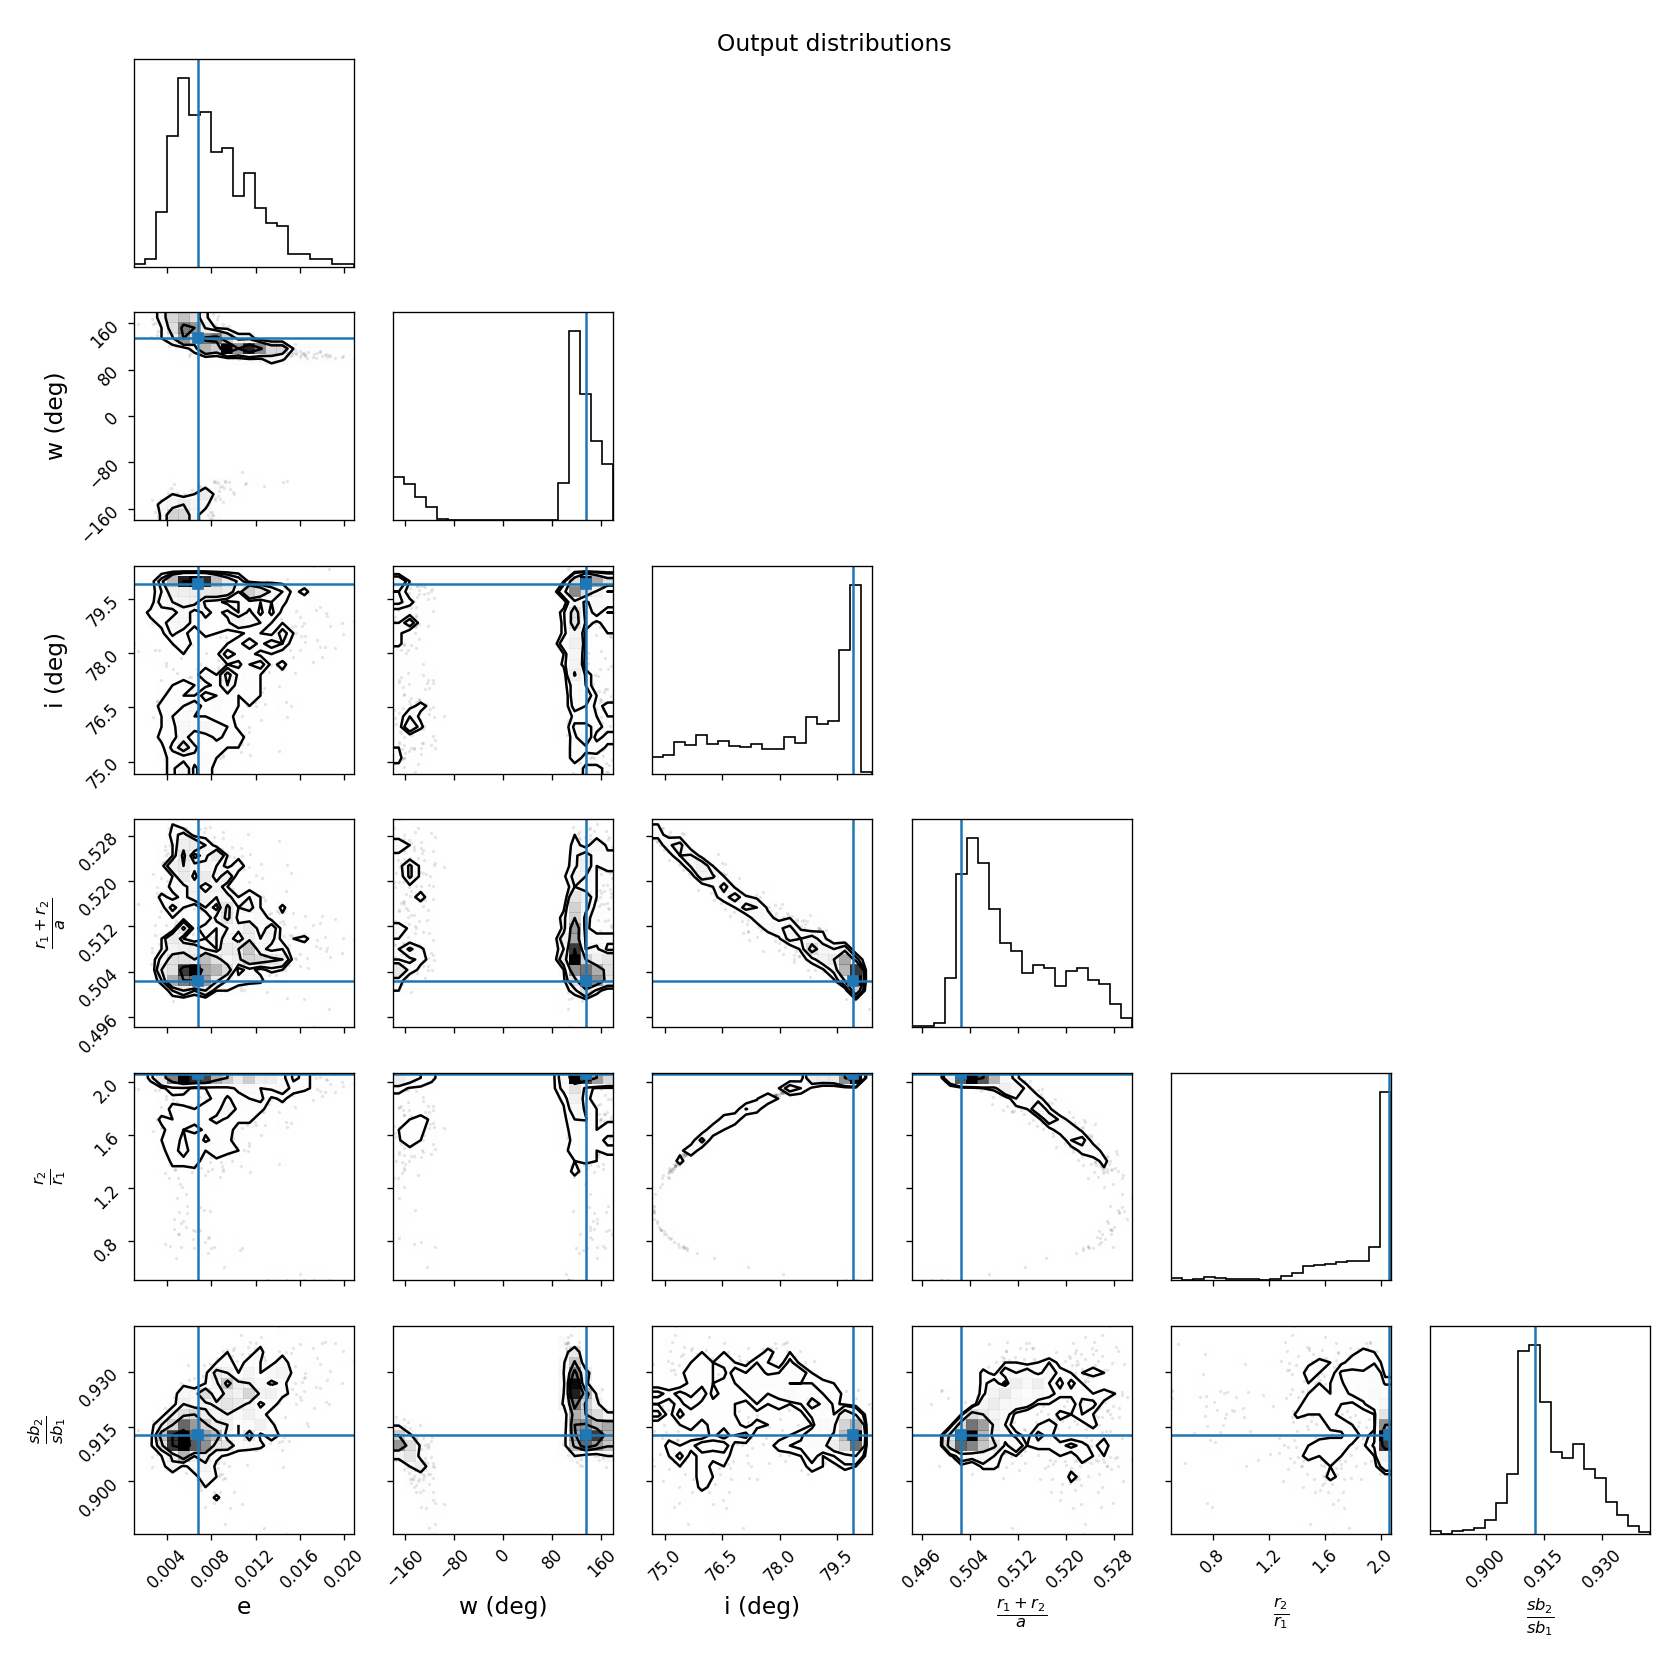 Output distributions
w (deg)
160
80
0
−80
−160
i (deg)
79.5
78.0
76.5
75.0
r1 + r2
a
0.528
0.520
0.512
0.504
0.496
r2
r1
2.0
1.6
1.2
0.8
sb2
sb1
0.930
0.915
0.900
0.004 0.008 0.012 0.016 0.020
e
−160 −80 0 80 160
w (deg)
75.0 76.5 78.0 79.5
i (deg)
0.496 0.504 0.512 0.520 0.528
r1 + r2
a
0.8 1.2 1.6 2.0
r2
r1
0.900 0.915 0.930
sb2
sb1